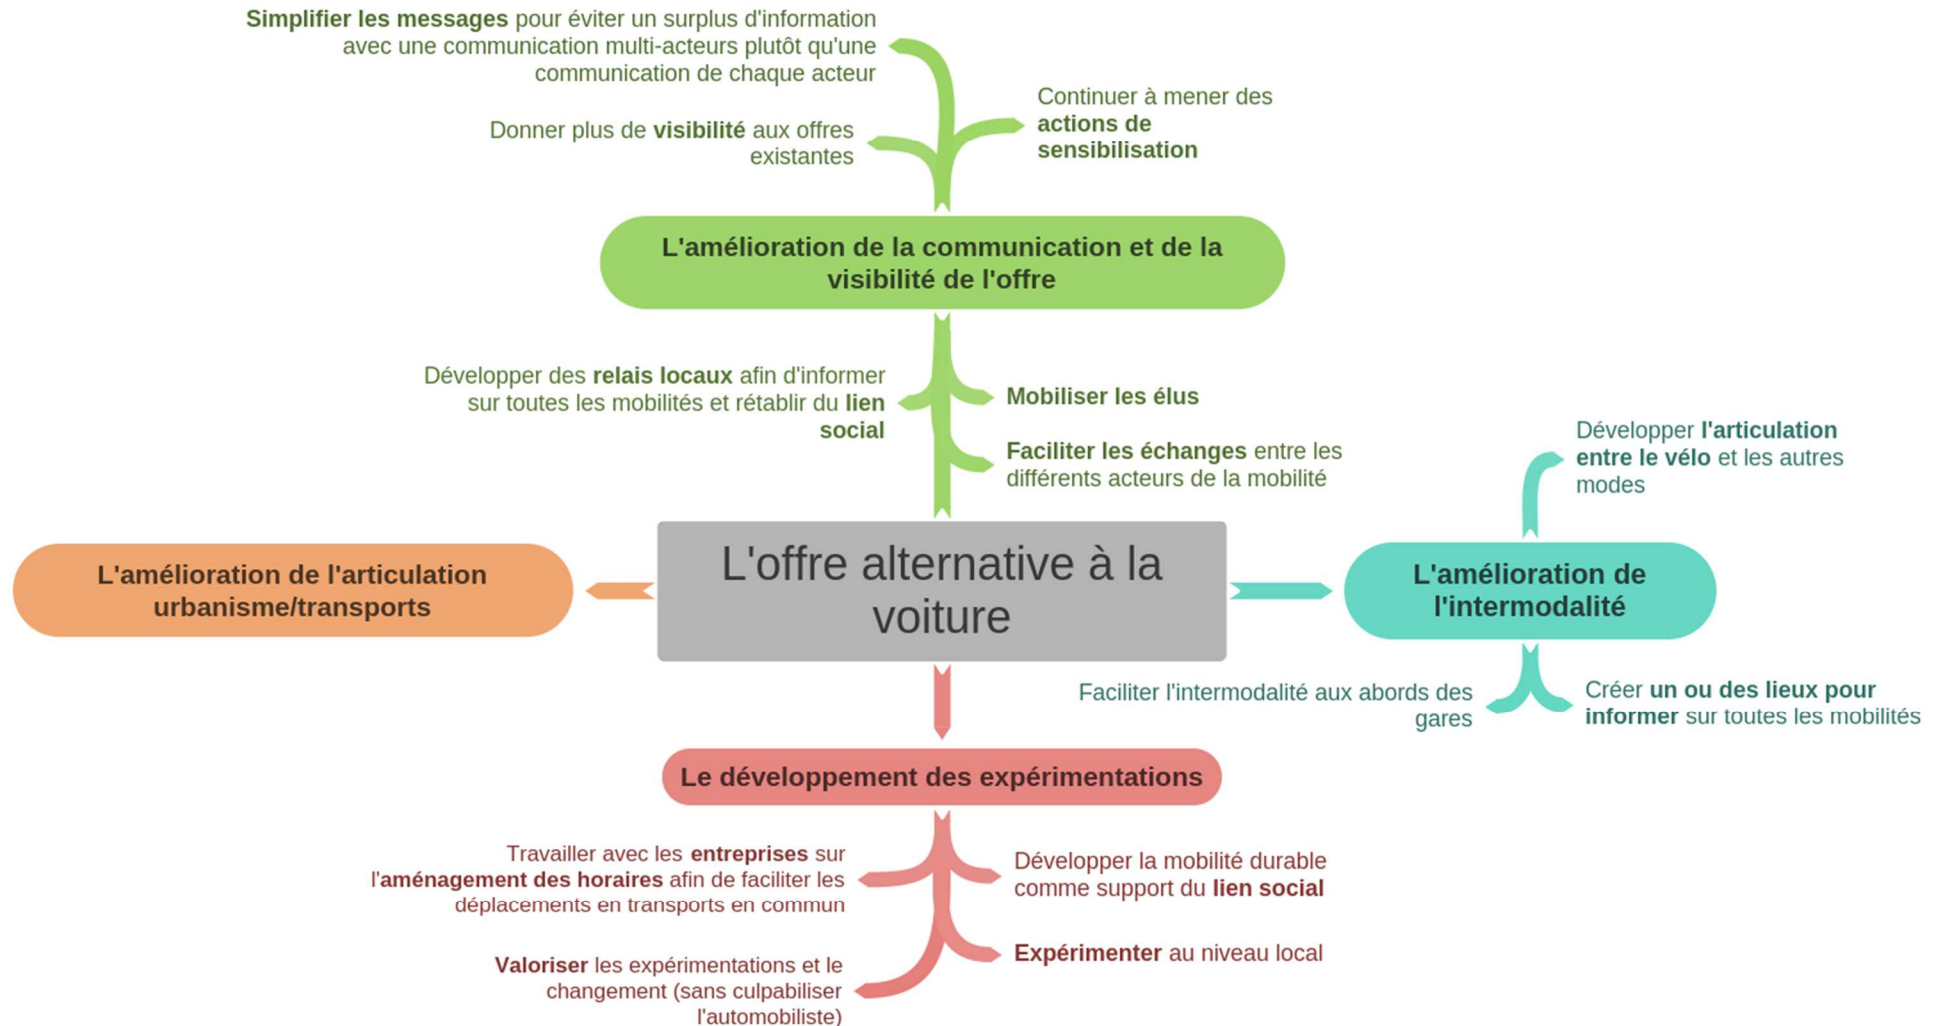 Simplifier les messages pour éviter un surplus d'information
avec une communication multi-acteurs plutôt qu'une
communication de chaque acteur
Continuer à mener des
actions de
sensibilisation
Donner plus de visibilité aux offres
existantes
L'amélioration de la communication et de la
visibilité de l'offre
Développer des relais locaux afin d'informer
sur toutes les mobilités et rétablir du lien
social
Mobiliser les élus
Faciliter les échanges entre les
différents acteurs de la mobilité
Développer l'articulation
entre le vélo et les autres
modes
L'amélioration de l'articulation
urbanisme/transports
L'offre alternative à la
voiture
L'amélioration de
l'intermodalité
Faciliter l'intermodalité aux abords des
gares
Créer un ou des lieux pour
informer sur toutes les mobilités
Le développement des expérimentations
Travailler avec les entreprises sur
l'aménagement des horaires afin de faciliter les
déplacements en transports en commun
Développer la mobilité durable
comme support du lien social
Expérimenter au niveau local
Valoriser les expérimentations et le
changement (sans culpabiliser
l'automobiliste)